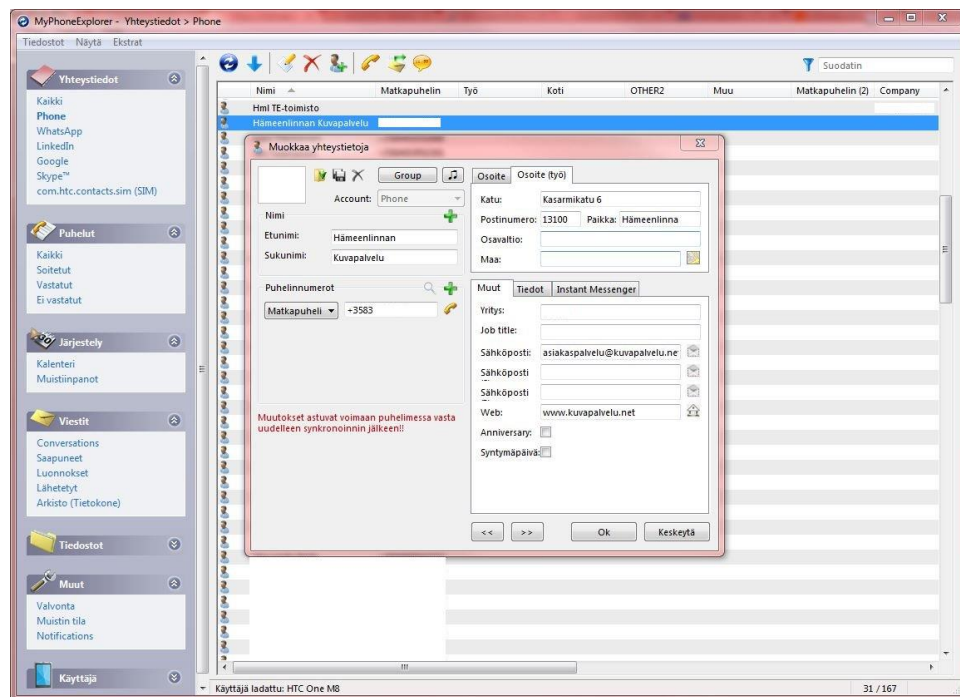 MyPhoneExplorer - Yhteystiedot > Phone
Tiedostot Näytä Ekstrat
Yhteystiedot
Kaikki
Phone
WhatsApp
LinkedIn
Google
Skype™
com.htc.contacts.sim (SIM)
Puhelut
Kaikki
Soitetut
Vastatut
Ei vastatut
Järjestely
Kalenteri
Muistiinpanot
Viestit
Conversations
Saapuneet
Luonnokset
Lähetetyt
Arkisto (Tietokone)
Tiedostot
Muut
Valvonta
Muistin tila
Notifications
Käyttäjä
Suodatin
Nimi Matkapuhelin Työ Koti OTHER2 Muu Matkapuhelin (2) Company
Hml TE-toimisto
Hämeenlinnan Kuvapalvelu
Muokkaa yhteystietoja
Group
Account: Phone
Nimi
Etunimi: Hämeenlinnan
Sukunimi: Kuvapalvelu
Puhelinnumerot
Matkapuheli +3583
Muutokset astuvat voimaan puhelimessa vasta
uudelleen synkronoinnin jälkeen!!
Osoite Osoite (työ)
Katu: Kasarmikatu 6
Postinumero: 13100 Paikka: Hämeenlinna
Osavaltio:
Maa:
Muut Tiedot Instant Messenger
Yritys:
Job title:
Sähköposti: asiakaspalvelu@kuvapalvelu.ne
Sähköposti
Sähköposti
Web: www.kuvapalvelu.net
Anniversary:
Syntymäpäivä:
<< >> Ok Keskeytä
Käyttäjä ladattu: HTC One M8
31 / 167